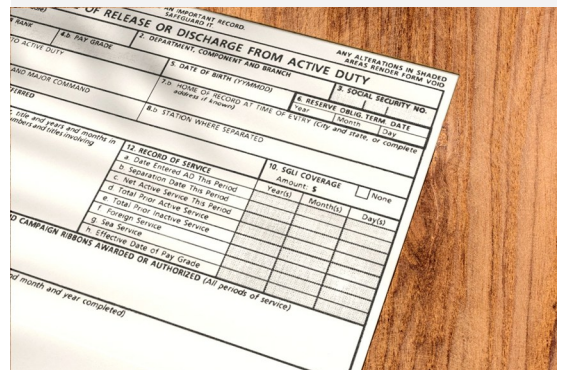 AN IMPORTANT RECORD.
SAFEGUARD IT.
OF RELEASE OR DISCHARGE FROM ACTIVE DUTY
ANY ALTERATIONS IN SHADED
AREAS RENDER FORM VOID
RANK
4.b PAY GRADE
2. DEPARTMENT, COMPONENT AND BRANCH
3. SOCIAL SECURITY NO.
TO ACTIVE DUTY
5. DATE OF BIRTH (YYMMDD)
6. RESERVE OBLIG. TERM. DATE
Year
Month
Day
7.b HOME OF RECORD AT TIME OF ENTRY (City and state, or complete
address if known)
AND MAJOR COMMAND
8.b STATION WHERE SEPARATED
FERRED
10. SGLI COVERAGE
None
Amount: $
title and years and months in
numbers and titles involving
12. RECORD OF SERVICE
Year(s)
Month(s)
Day(s)
a. Date Entered AD This Period
b. Separation Date This Period
c. Net Active Service This Period
d. Total Prior Active Service
e. Total Prior Inactive Service
f. Foreign Service
g. Sea Service
h. Effective Date of Pay Grade
CAMPAIGN RIBBONS AWARDED OR AUTHORIZED (All periods of service)
month and year completed)